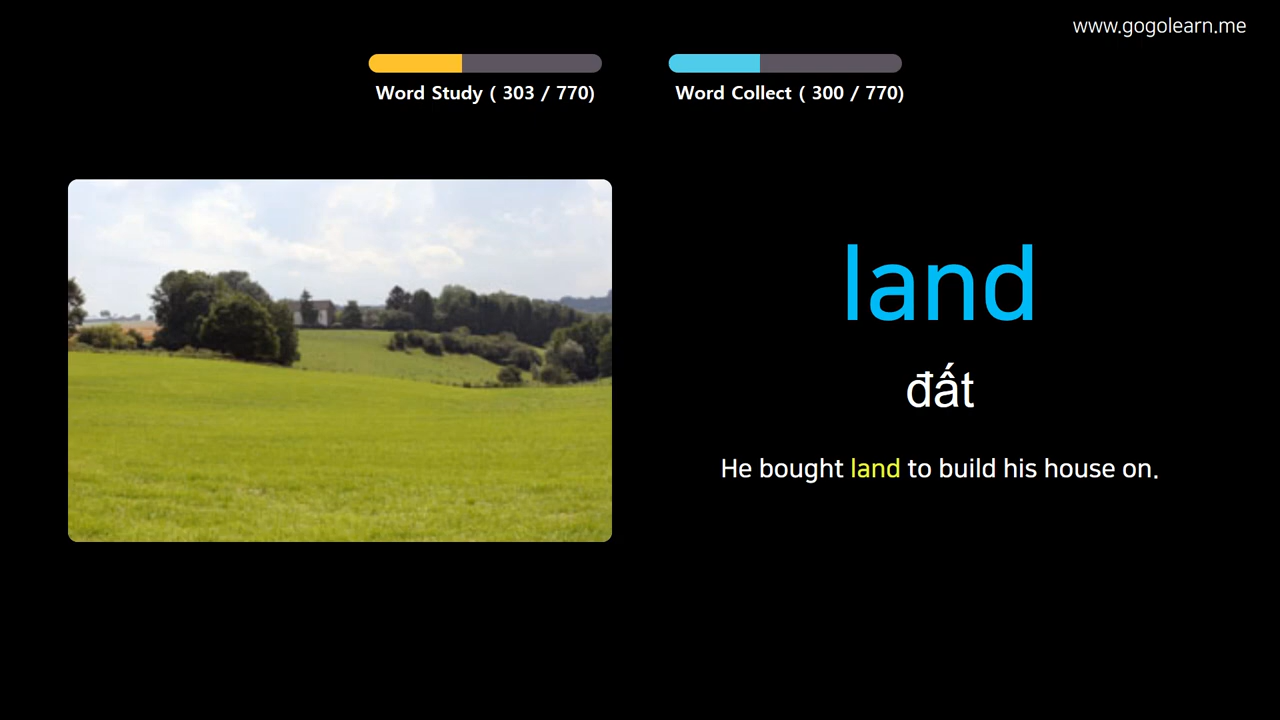 www.gogolearn.me
Word Study ( 303 / 770)
Word Collect ( 300 / 770)
land
đất
He bought land to build his house on.